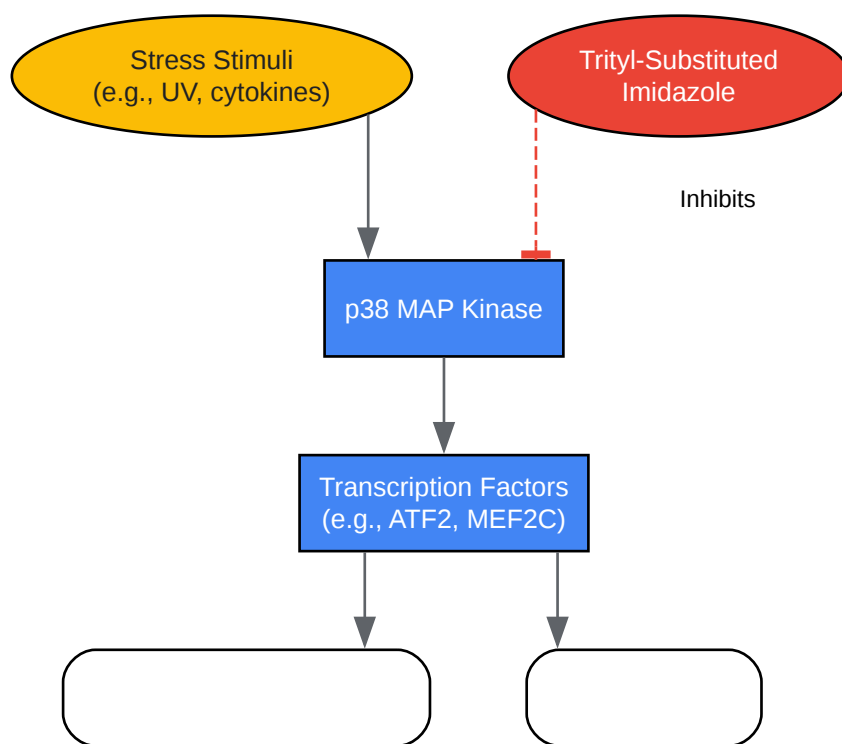 Stress Stimuli
(e.g., UV, cytokines)
Trityl-Substituted
Imidazole
Inhibits
p38 MAP Kinase
Transcription Factors
(e.g., ATF2, MEF2C)